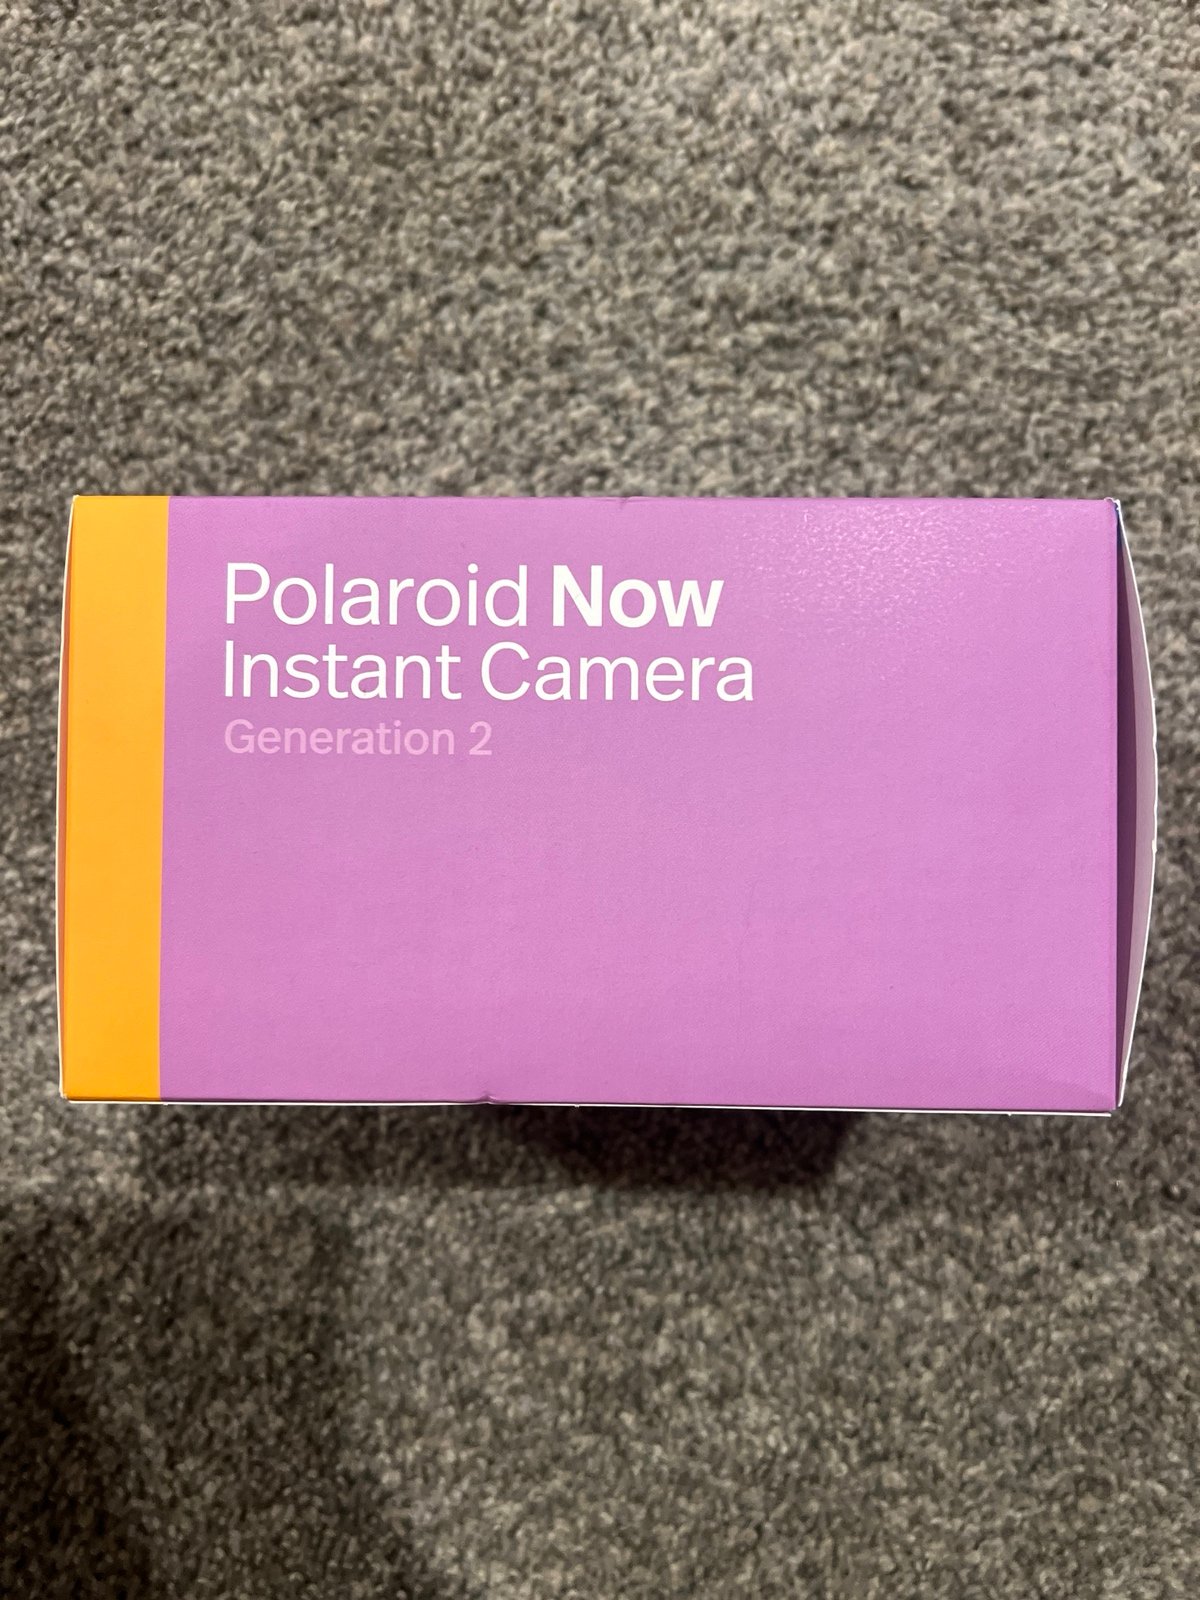 Polaroid Now
Instant Camera
Generation 2